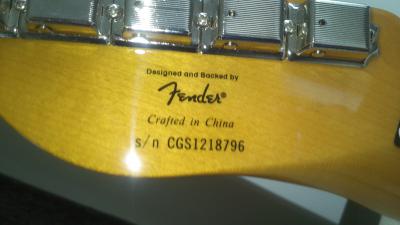 Designed and Backed by
Fender®
Crafted in China
s/n CGS1218796